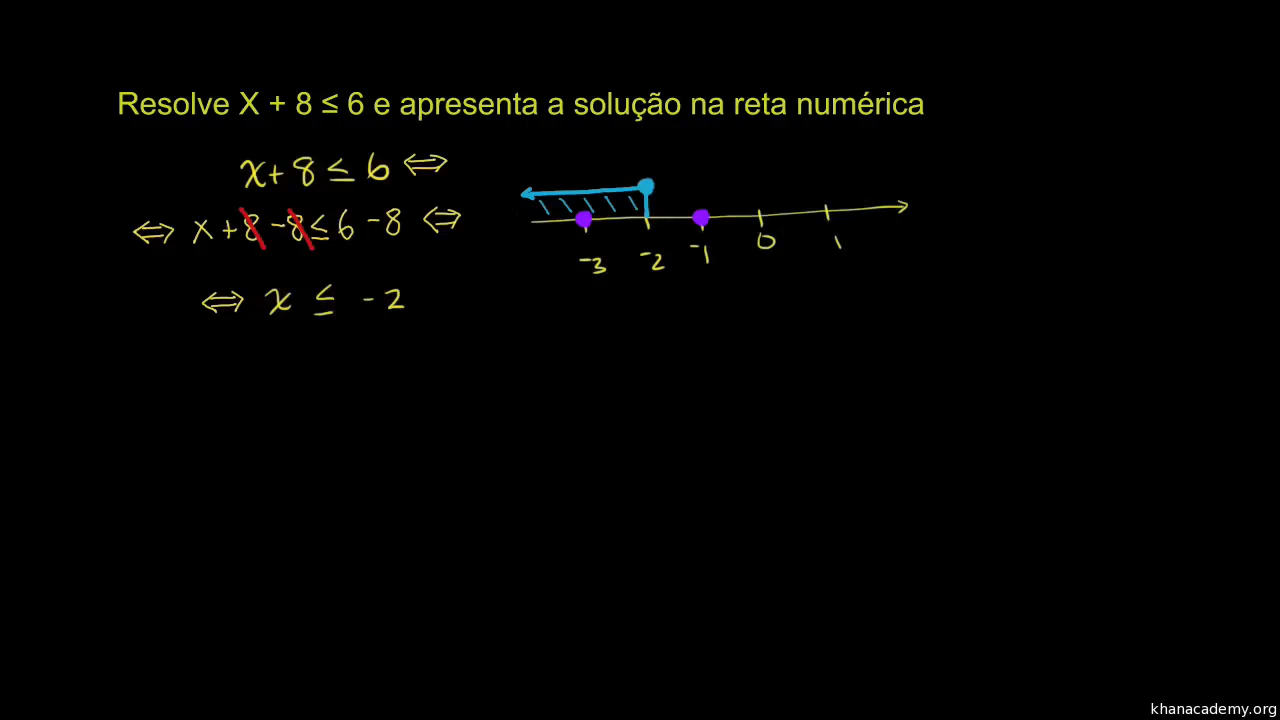 Resolve X + 8 ≤ 6 e apresenta a solução na reta numérica
x + 8 ≤ 6 ⇔
⇔ x + 8 - 8 ≤ 6 - 8 ⇔
⇔ x ≤ -2
-3 -2 -1 0 1
khanacademy.org